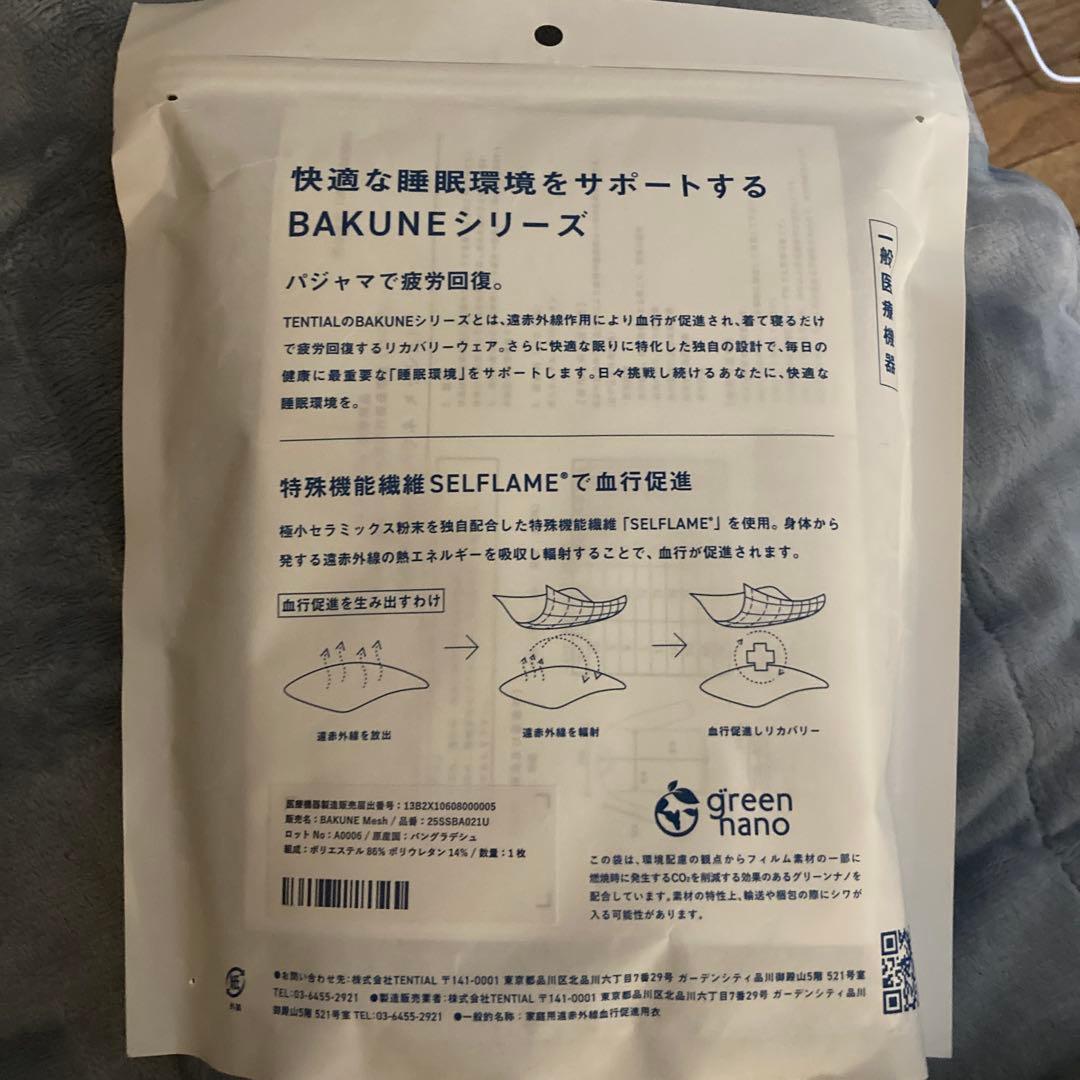 快適な睡眠環境をサポートする
BAKUNEシリーズ
パジャマで疲労回復。
TENTIALのBAKUNEシリーズとは、遠赤外線作用により血行が促進され、着て寝るだけ
で疲労回復するリカバリーウェア。さらに快適な眠りに特化した独自の設計で、毎日の
健康に最重要な「睡眠環境」をサポートします。日々挑戦し続けるあなたに、快適な
睡眠環境を。
一般医療機器
特殊機能繊維SELFLAME®で血行促進
極小セラミックス粉末を独自配合した特殊機能繊維「SELFLAME®」を使用。身体から
発する遠赤外線の熱エネルギーを吸収し輻射することで、血行が促進されます。
血行促進を生み出すわけ
遠赤外線を放出
遠赤外線を輻射
血行促進しリカバリー
医療機器製造販売届出番号：13B2X10608000005
販売名：BAKUNE Mesh / 品番：25SSBA021U
ロットNo：A0006 / 原産国：バングラデシュ
組成：ポリエステル86% ポリウレタン14% / 数量：1枚
green
nano
この袋は、環境配慮の観点からフィルム素材の一部に
燃焼時に発生するCO₂を削減する効果のあるグリーンナノを
配合しています。素材の特性上、輸送や梱包の際にシワが
入る可能性があります。
外装
●お問い合わせ先：株式会社TENTIAL 〒141-0001 東京都品川区北品川六丁目7番29号 ガーデンシティ品川御殿山5階 521号室
TEL：03-6455-2921 ●製造販売業者：株式会社TENTIAL 〒141-0001 東京都品川区北品川六丁目7番29号 ガーデンシティ品川
御殿山5階 521号室 TEL：03-6455-2921 ●一般的名称：家庭用遠赤外線血行促進用衣